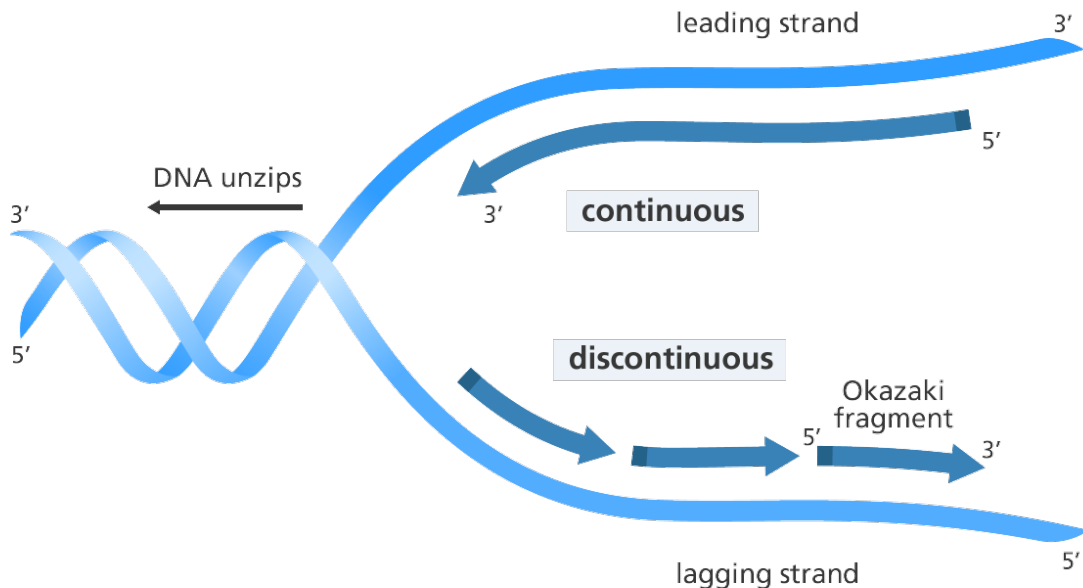 leading strand
3’
5’
DNA unzips
3’
3’
continuous
5’
discontinuous
Okazaki
fragment
5’
3’
5’
lagging strand